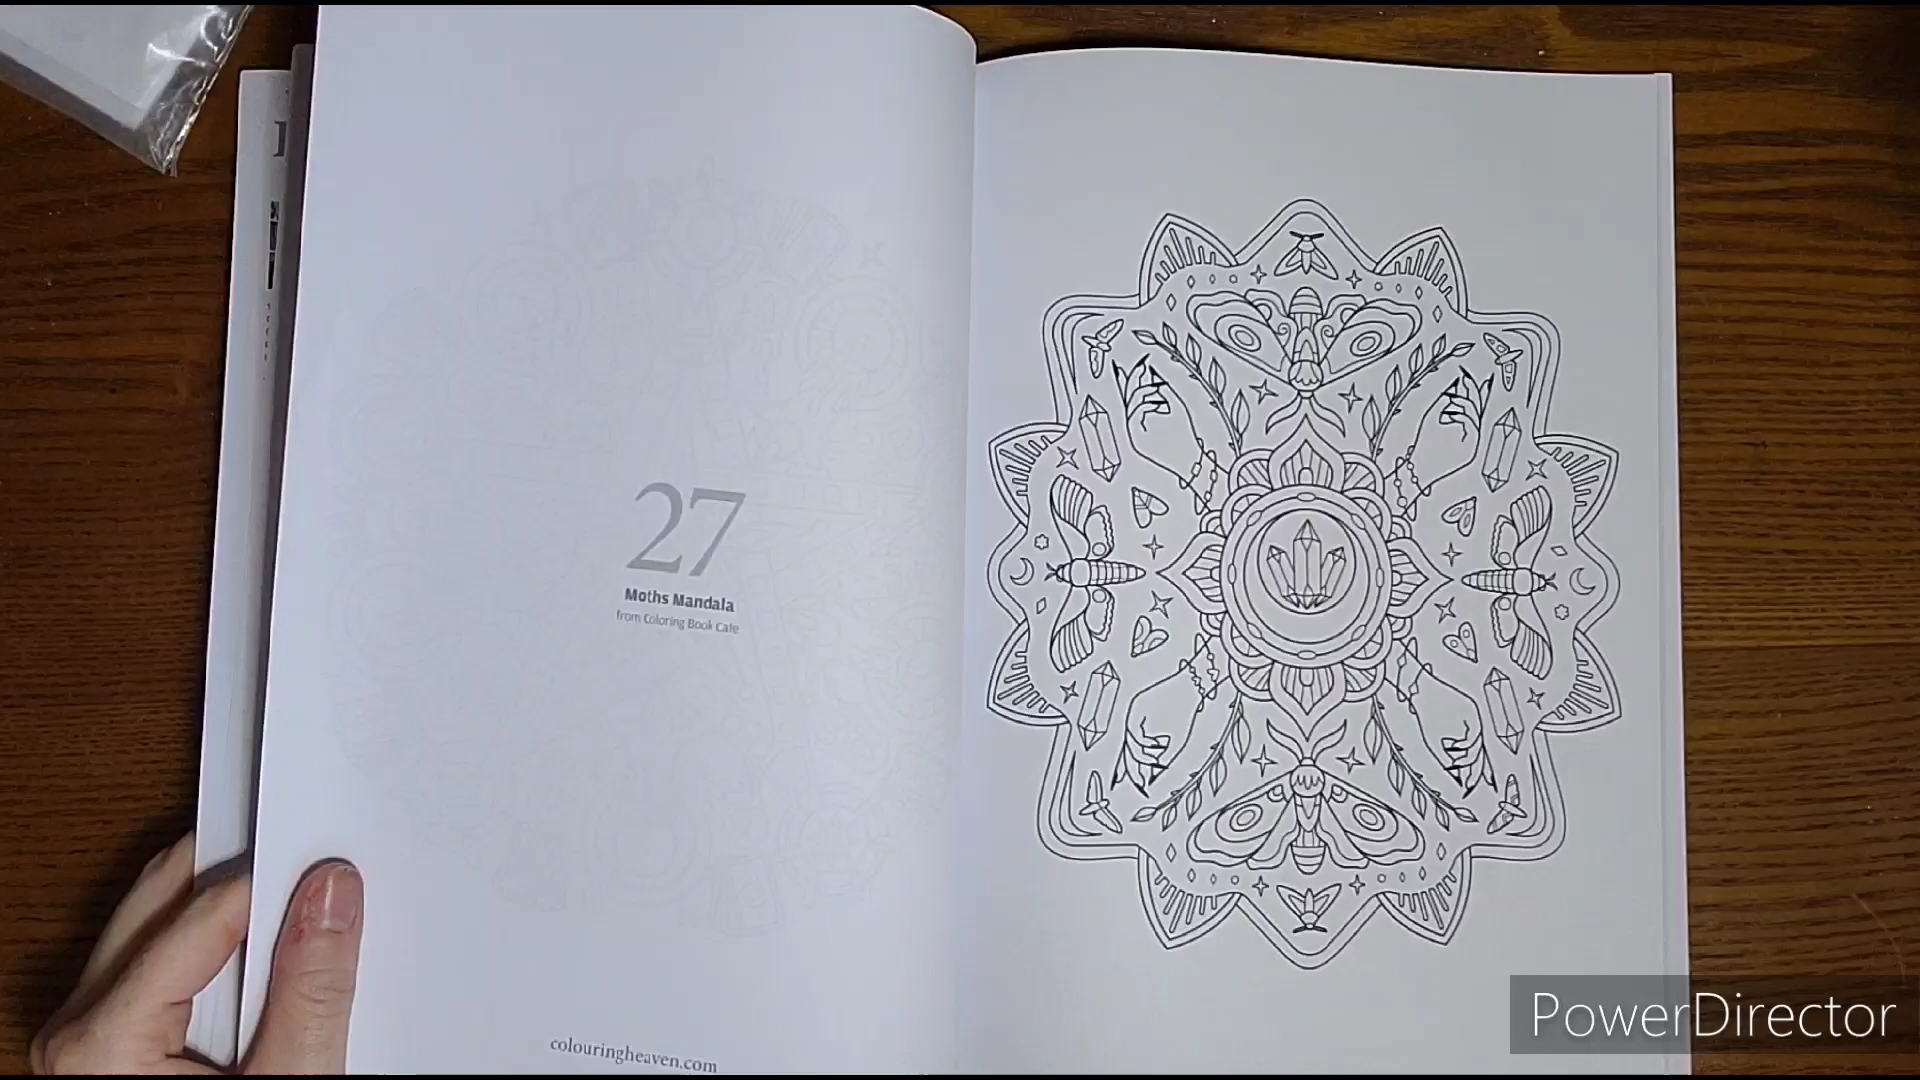 27
Moths Mandala
from Coloring Book Cafe
colouringheaven.com
PowerDirector